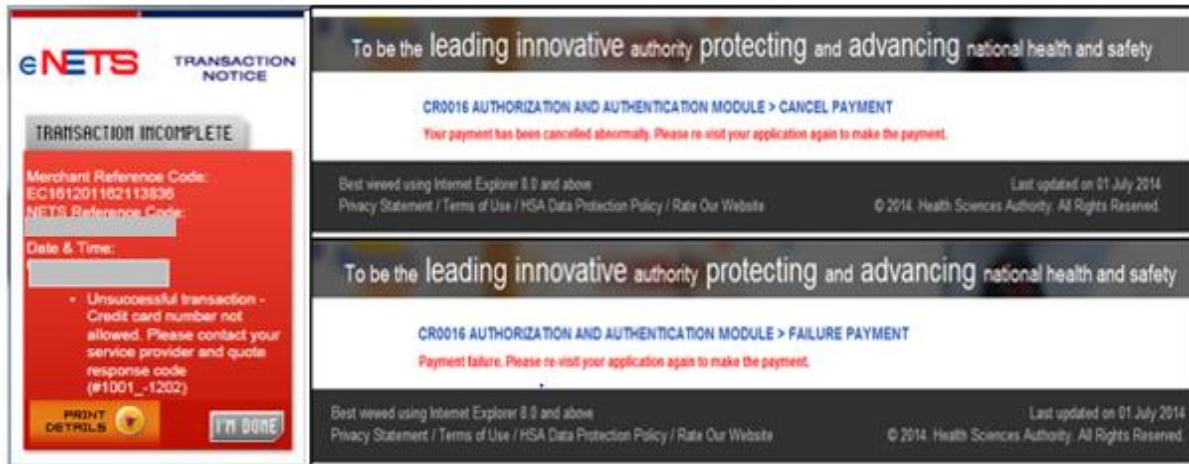 eNETS
TRANSACTION
NOTICE
TRANSACTION INCOMPLETE
Merchant Reference Code:
EC161201162113836
NETS Reference Code:
Date & Time:
• Unsuccessful transaction -
Credit card number not
allowed. Please contact your
service provider and quote
response code
(#1001_-1202)
PRINT
DETAILS
I'M DONE
To be the leading innovative authority protecting and advancing national health and safety
CR0016 AUTHORIZATION AND AUTHENTICATION MODULE > CANCEL PAYMENT
Your payment has been cancelled abnormally. Please re-visit your application again to make the payment.
Best viewed using Internet Explorer 8.0 and above
Last updated on 01 July 2014
Privacy Statement / Terms of Use / HSA Data Protection Policy / Rate Our Website
© 2014. Health Sciences Authority. All Rights Reserved.
To be the leading innovative authority protecting and advancing national health and safety
CR0016 AUTHORIZATION AND AUTHENTICATION MODULE > FAILURE PAYMENT
Payment failure. Please re-visit your application again to make the payment.
Best viewed using Internet Explorer 8.0 and above
Last updated on 01 July 2014
Privacy Statement / Terms of Use / HSA Data Protection Policy / Rate Our Website
© 2014. Health Sciences Authority. All Rights Reserved.